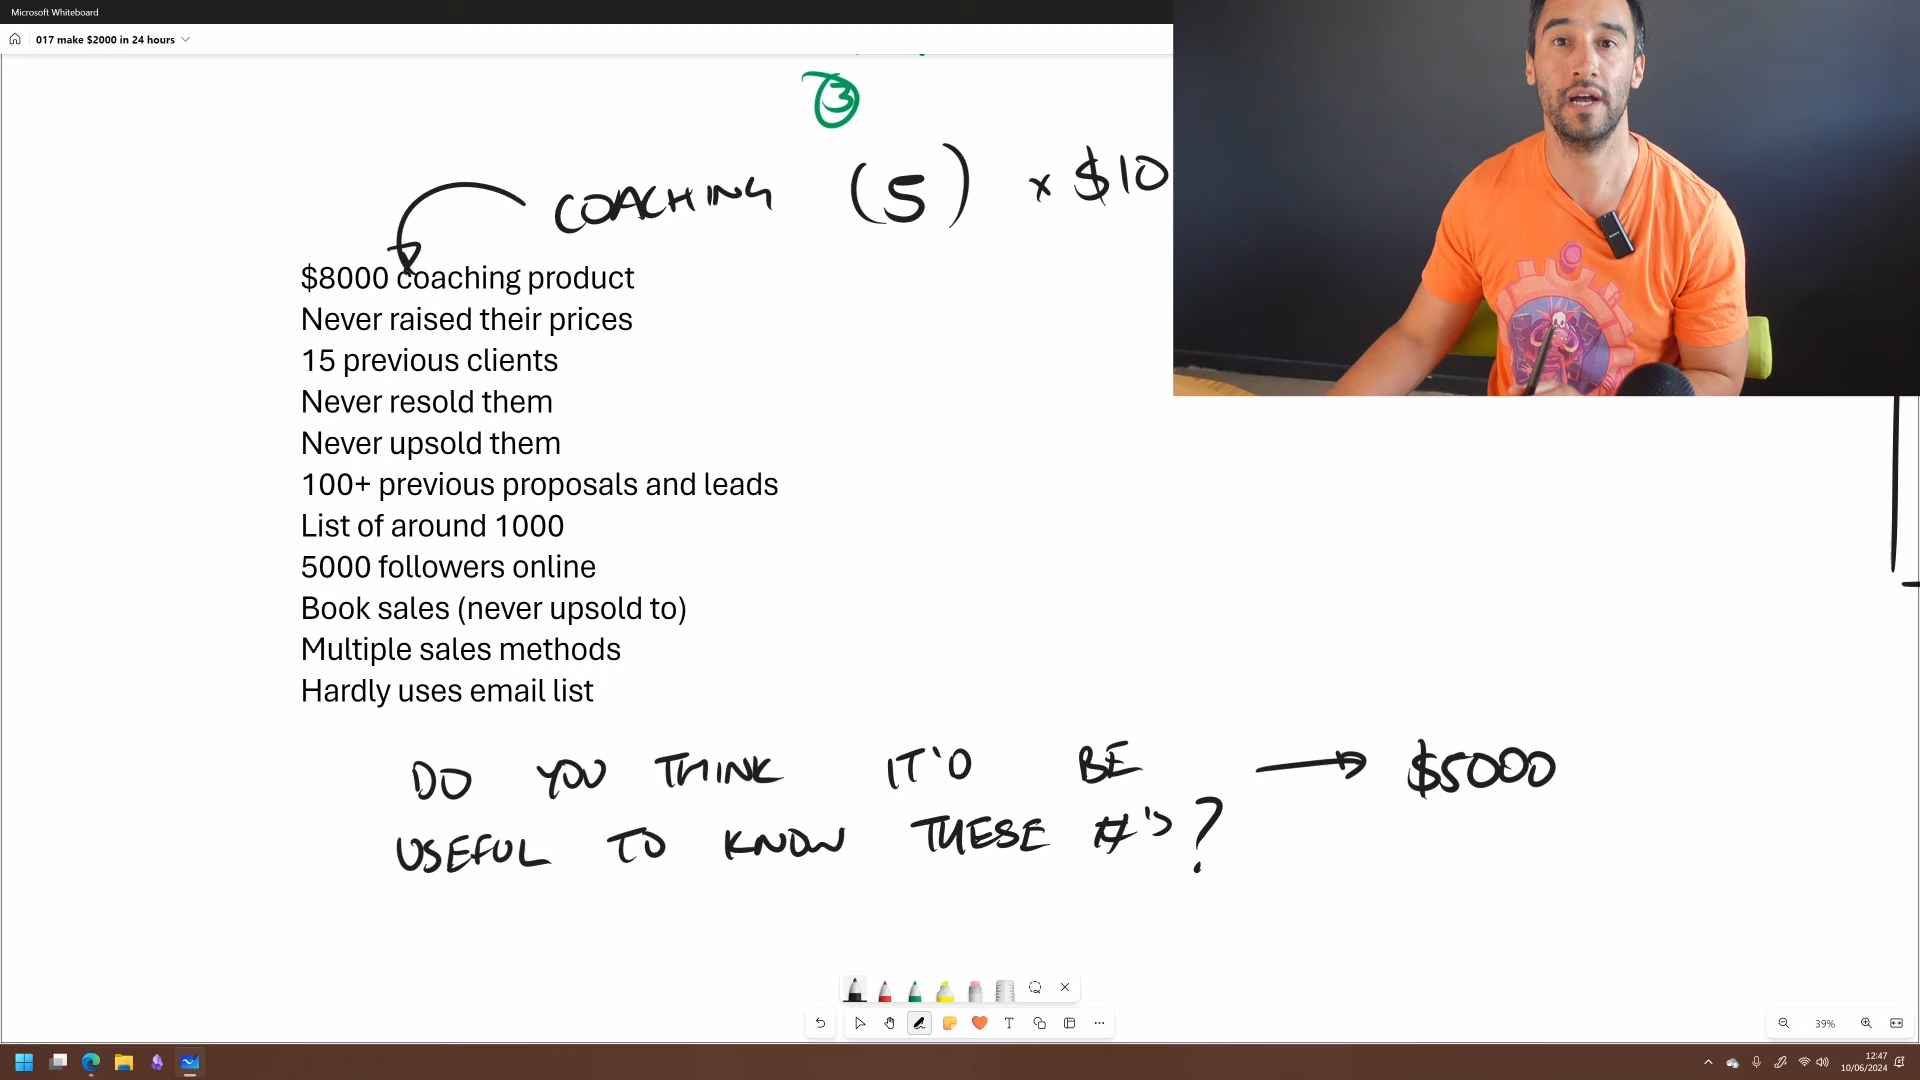 Microsoft Whiteboard
017 make $2000 in 24 hours
3
COACHING (5) x $10
$8000 coaching product
Never raised their prices
15 previous clients
Never resold them
Never upsold them
100+ previous proposals and leads
List of around 1000
5000 followers online
Book sales (never upsold to)
Multiple sales methods
Hardly uses email list
DO YOU THINK IT'D BE → $5000
USEFUL TO KNOW THESE #'S?
39%
12:47
10/06/2024